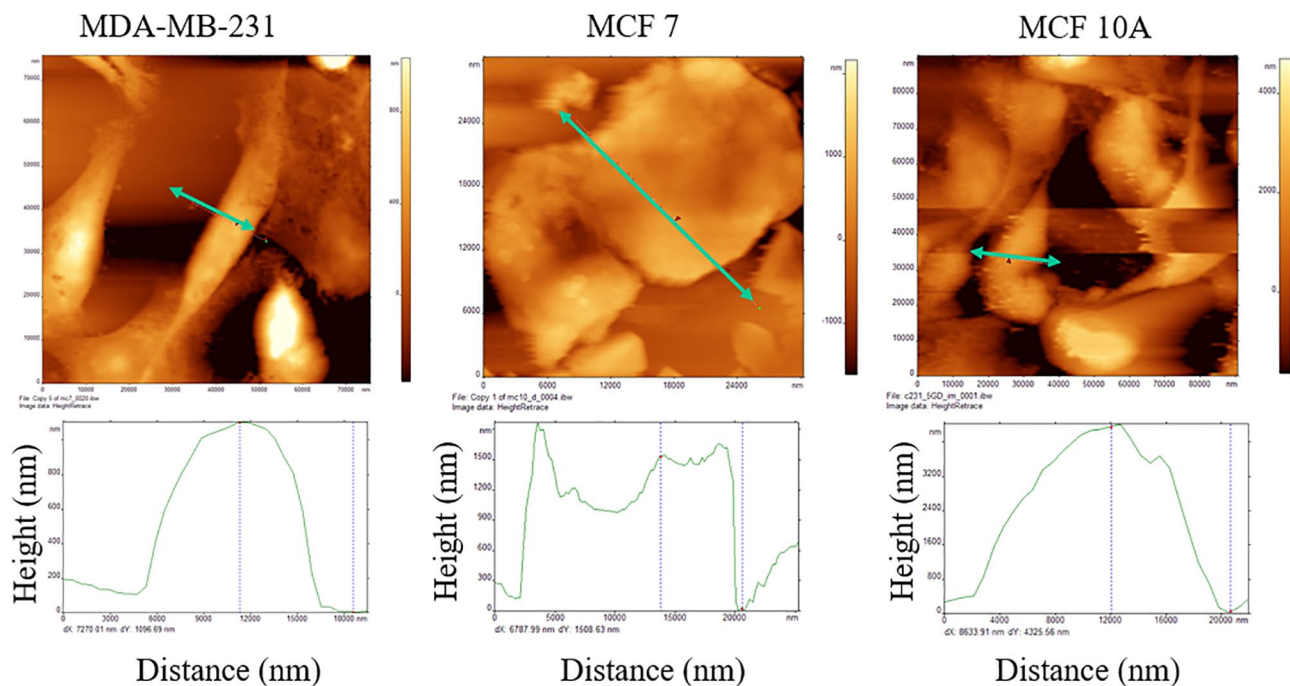 MDA-MB-231
MCF 7
MCF 10A
nm
70000
60000
50000
40000
30000
20000
10000
0
0
10000
20000
30000
40000
50000
60000
70000
nm
nm
800
400
0
File: Copy 5 of mc7_0020.ibw
Image data: HeightRetrace
nm
24000
18000
12000
6000
0
0
6000
12000
18000
24000
nm
nm
1000
0
-1000
File: Copy 1 of mc10_d_0004.ibw
Image data: HeightRetrace
nm
90000
80000
70000
60000
50000
40000
30000
20000
10000
0
0
10000
20000
30000
40000
50000
60000
70000
80000
nm
nm
4000
2000
0
File: c231_5GD_im_0001.ibw
Image data: HeightRetrace
Height (nm)
nm
800
600
400
200
0
0
3000
6000
9000
12000
15000
18000
nm
dX: 7270.01 nm dY: 1096.69 nm
Distance (nm)
Height (nm)
nm
1500
1200
900
600
300
0
0
5000
10000
15000
20000
nm
dX: 6787.99 nm dY: 1508.63 nm
Distance (nm)
Height (nm)
nm
3200
2400
1600
800
0
0
4000
8000
12000
16000
20000
nm
dX: 8633.91 nm dY: 4325.56 nm
Distance (nm)